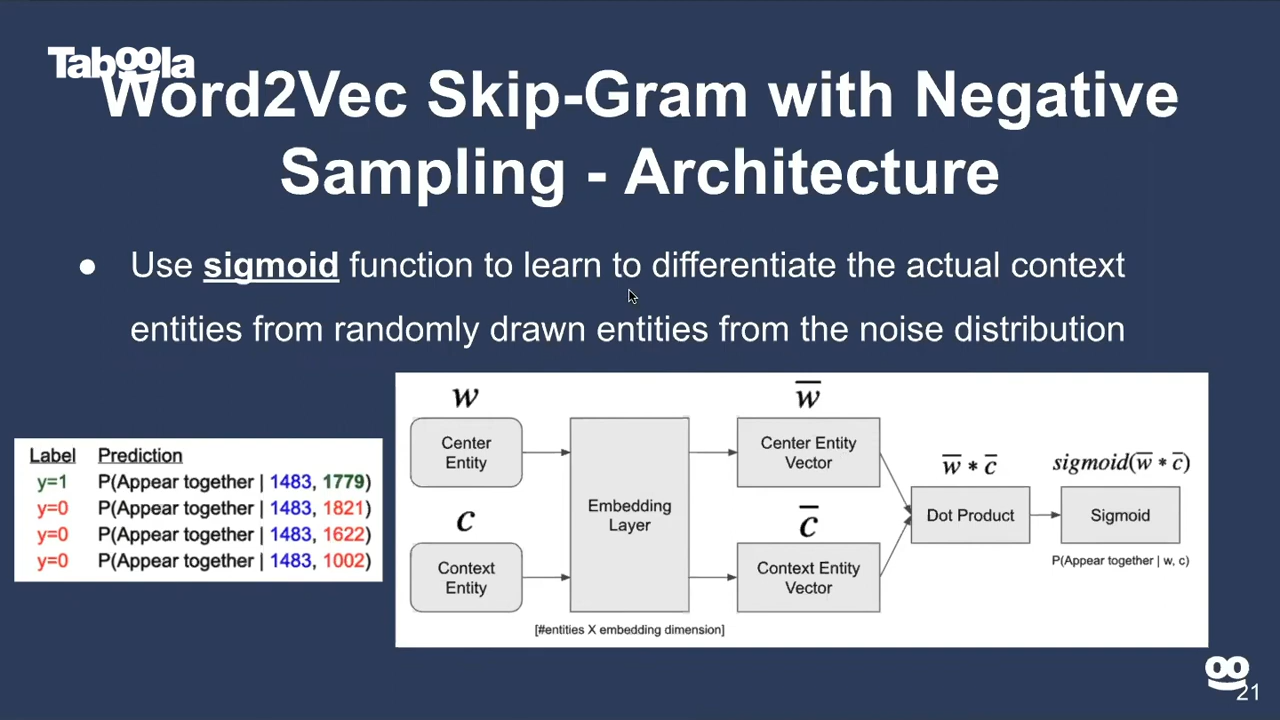 Taboola
Word2Vec Skip-Gram with Negative
Sampling - Architecture
● Use sigmoid function to learn to differentiate the actual context
entities from randomly drawn entities from the noise distribution
Label Prediction
y=1 P(Appear together | 1483, 1779)
y=0 P(Appear together | 1483, 1821)
y=0 P(Appear together | 1483, 1622)
y=0 P(Appear together | 1483, 1002)
w
Center
Entity
c
Context
Entity
Embedding
Layer
[#entities X embedding dimension]
w̅
Center Entity
Vector
c̅
Context Entity
Vector
w̅ * c̅
Dot Product
sigmoid(w̅ * c̅)
Sigmoid
P(Appear together | w, c)
21